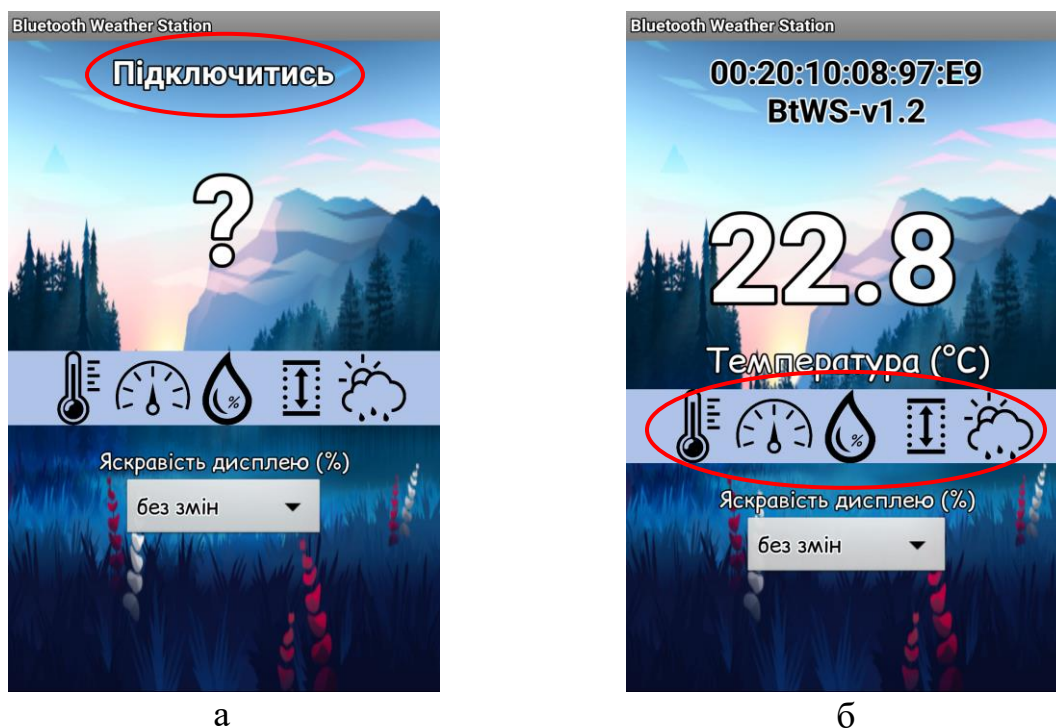 Bluetooth Weather Station
Підключитись
?
%
Яскравість дисплею (%)
без змін
а
Bluetooth Weather Station
00:20:10:08:97:E9
BtWS-v1.2
22.8
Температура (°C)
%
Яскравість дисплею (%)
без змін
б